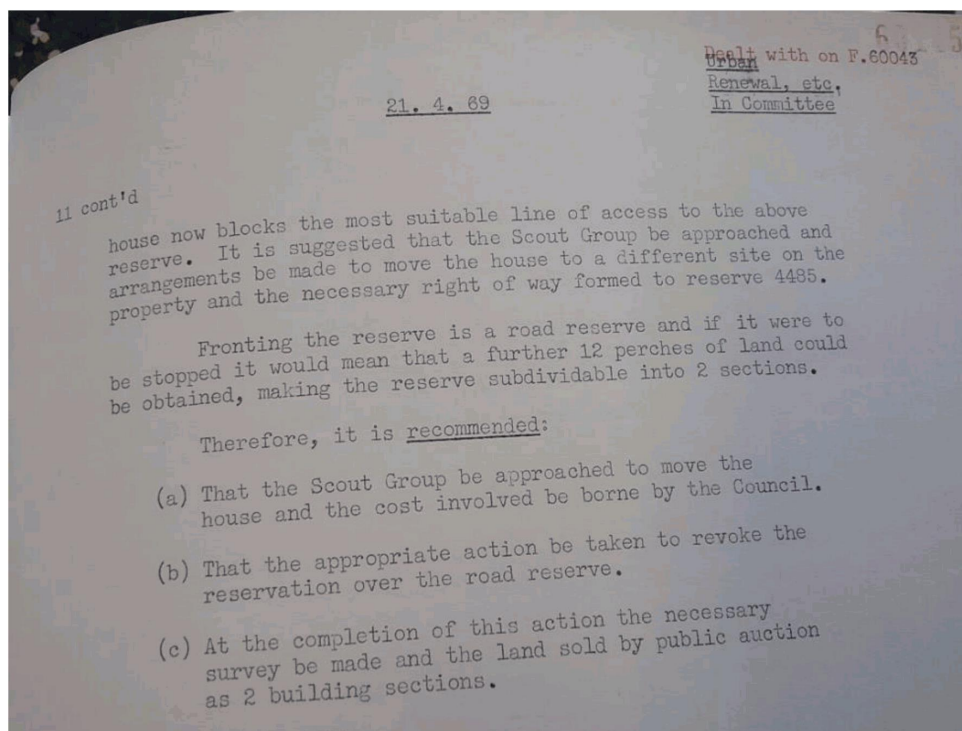 Dealt with on F.60043
Urban
Renewal, etc,
In Committee
21. 4. 69
11 cont'd
house now blocks the most suitable line of access to the above
reserve. It is suggested that the Scout Group be approached and
arrangements be made to move the house to a different site on the
property and the necessary right of way formed to reserve 4485.
Fronting the reserve is a road reserve and if it were to
be stopped it would mean that a further 12 perches of land could
be obtained, making the reserve subdividable into 2 sections.
Therefore, it is recommended:
(a) That the Scout Group be approached to move the
house and the cost involved be borne by the Council.
(b) That the appropriate action be taken to revoke the
reservation over the road reserve.
(c) At the completion of this action the necessary
survey be made and the land sold by public auction
as 2 building sections.